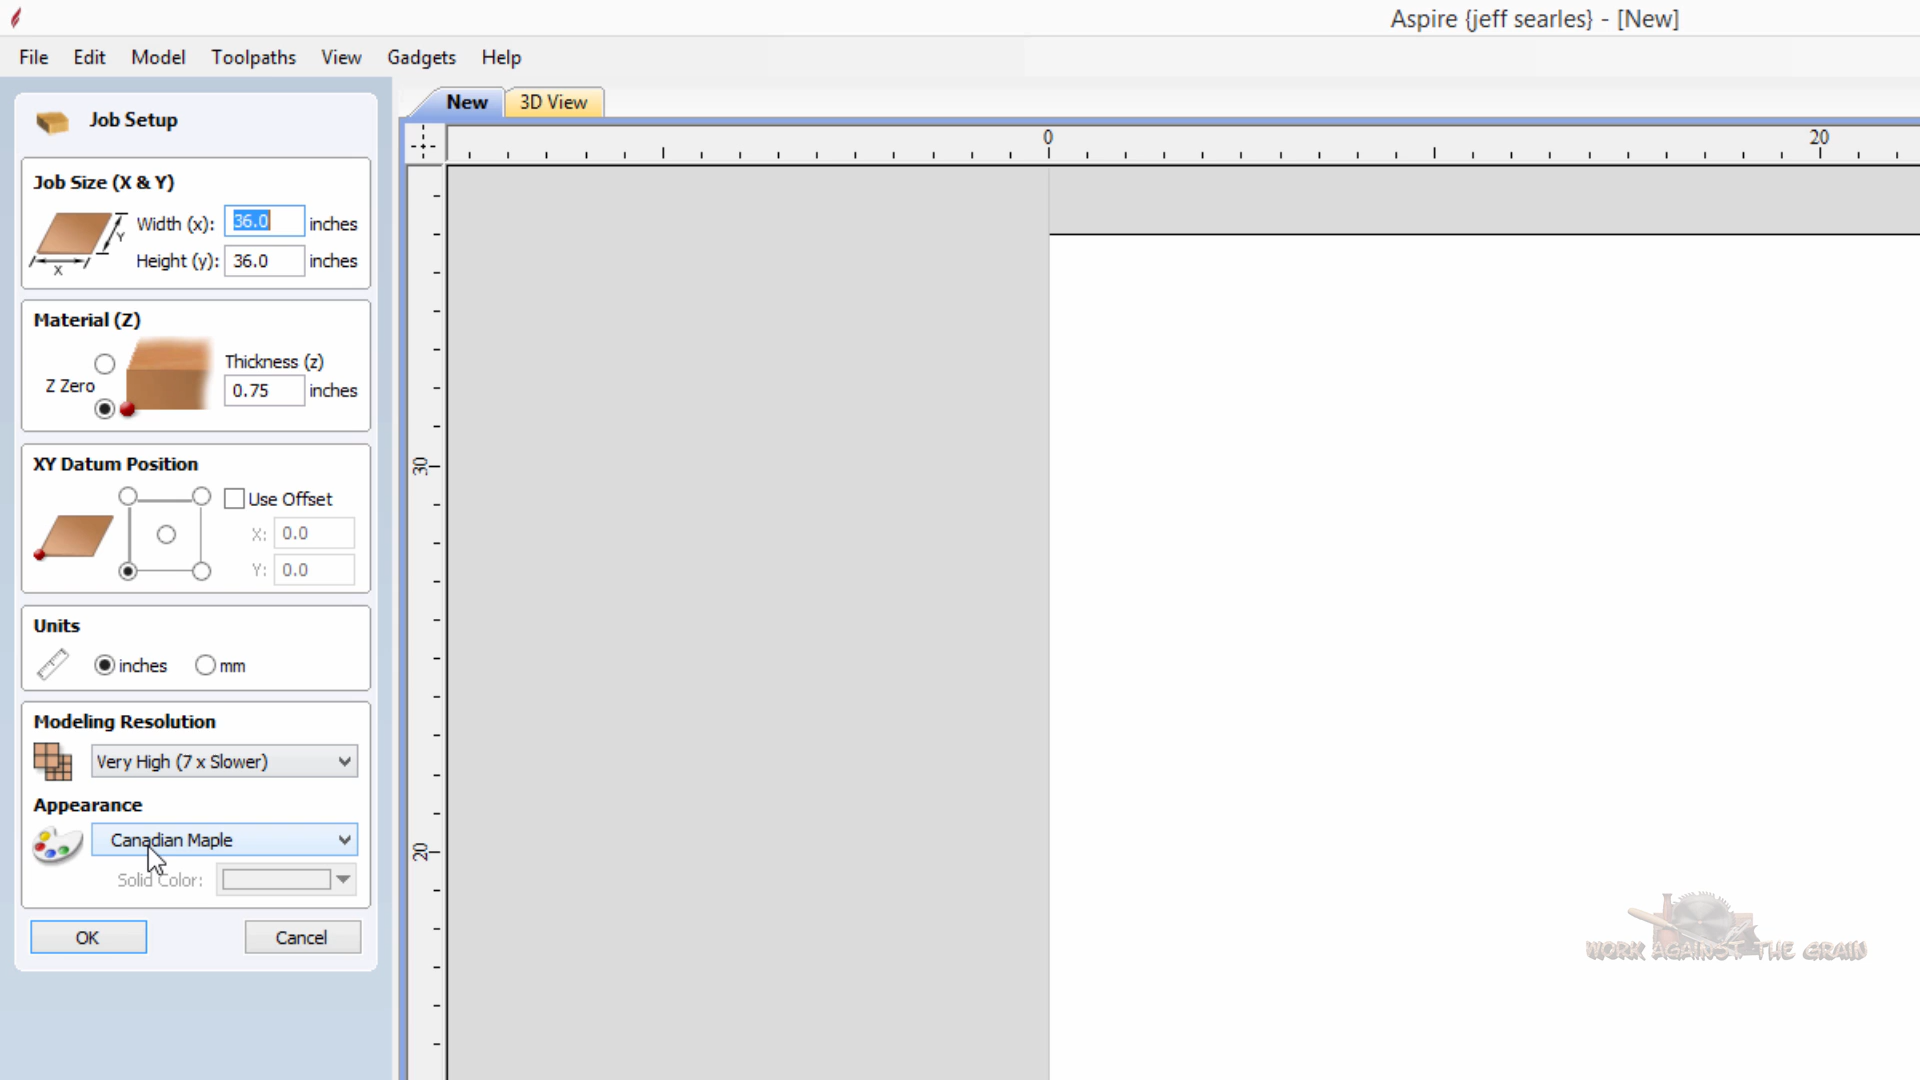 Aspire {jeff searles} - [New]
File Edit Model Toolpaths View Gadgets Help
Job Setup
New 3D View
0 20
Job Size (X & Y)
Width (x): 36.0 inches
Y
Height (y): 36.0 inches
X
Material (Z)
Thickness (z)
Z Zero
0.75 inches
XY Datum Position
Use Offset
X: 0.0
Y: 0.0
30
Units
inches mm
Modeling Resolution
Very High (7 x Slower)
Appearance
Canadian Maple
20
Solid Color:
OK Cancel
WORK AGAINST THE GRAIN